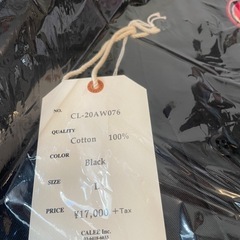 NO. CL-20AW076
QUALITY
Cotton 100%
COLOR
Black
SIZE
L
PRICE ¥17,000 +Tax
CALEE Inc.